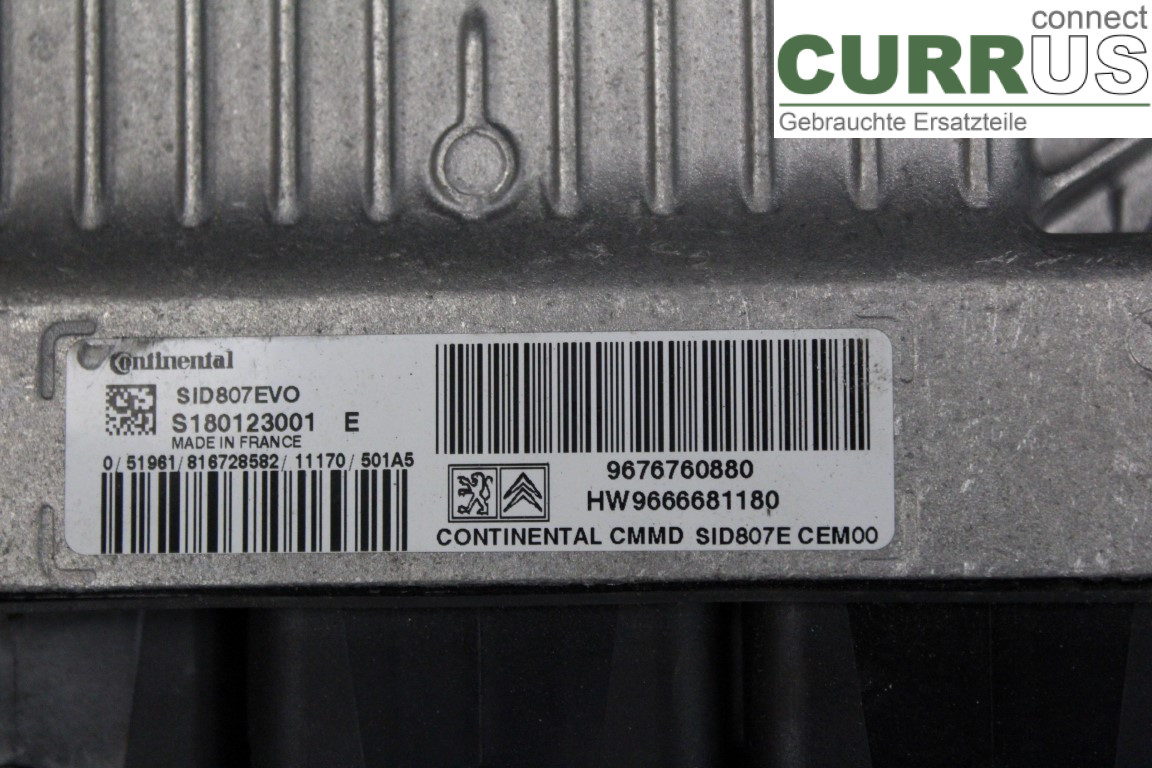 connect
CURRUS
Gebrauchte Ersatzteile
Continental
SID807EVO
S180123001 E
MADE IN FRANCE
0/51961/816728582/11170/501A5
9676760880
HW9666681180
CONTINENTAL CMMD SID807E CEM00